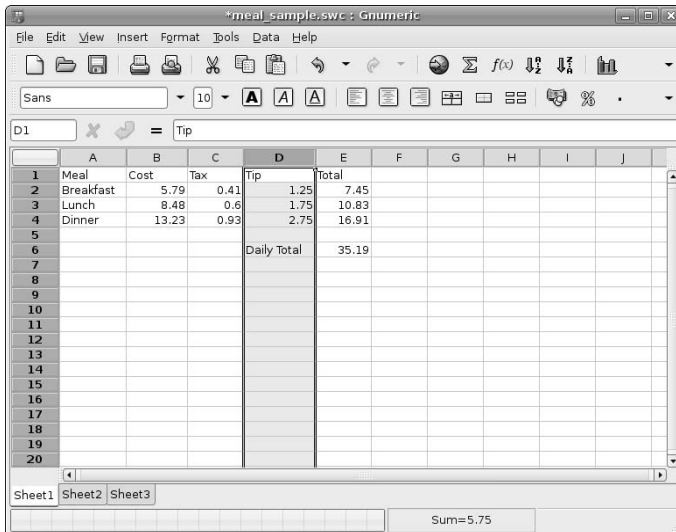 *meal_sample.swc : Gnumeric
File Edit View Insert Format Tools Data Help
f(x)
Sans 10 A A A %
D1 = Tip
A B C D E F G H I J
1 Meal Cost Tax Tip Total
2 Breakfast 5.79 0.41 1.25 7.45
3 Lunch 8.48 0.6 1.75 10.83
4 Dinner 13.23 0.93 2.75 16.91
5
6 Daily Total 35.19
7
8
9
10
11
12
13
14
15
16
17
18
19
20
Sheet1 Sheet2 Sheet3
Sum=5.75